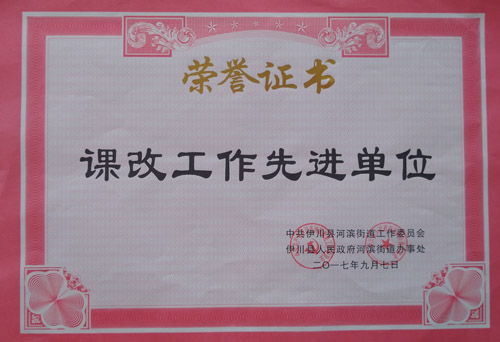 荣誉证书
课改工作先进单位
中共伊川县河滨街道工作委员会
伊川县人民政府河滨街道办事处
二〇一七年九月七日